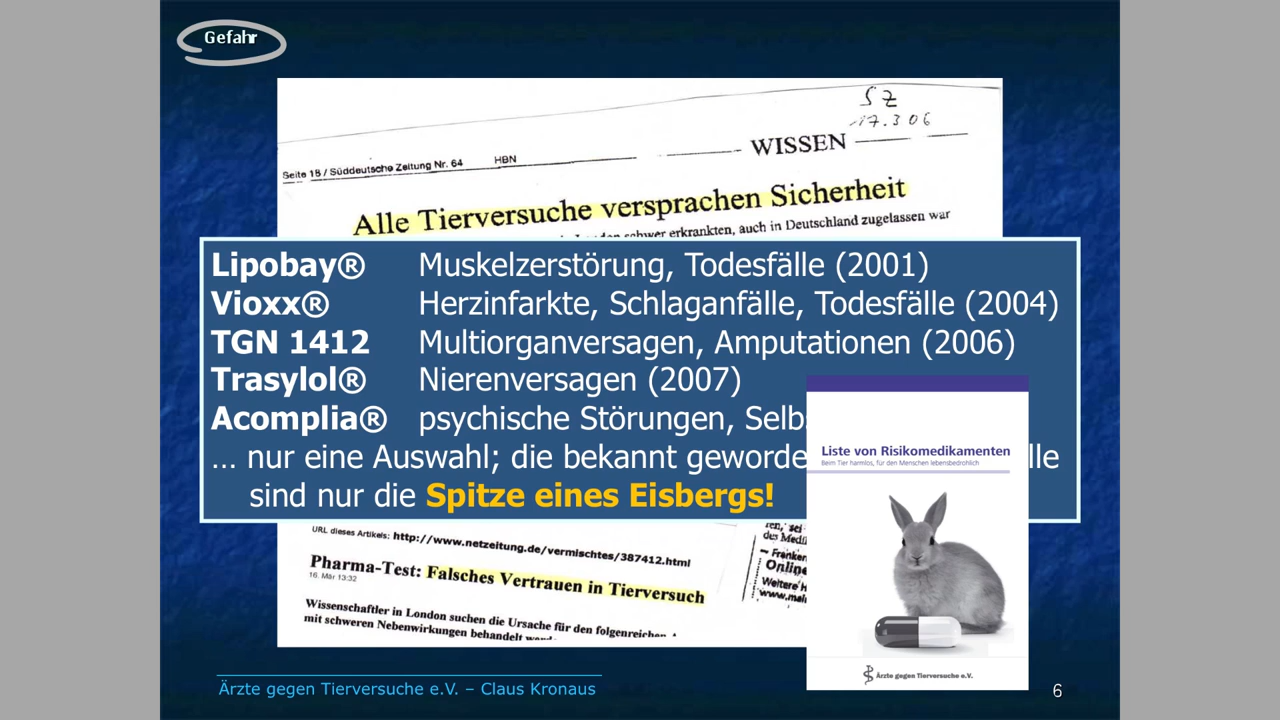 Gefahr
SZ
17.3 06
Seite 18 / Süddeutsche Zeitung Nr. 64 HBN WISSEN
Alle Tierversuche versprachen Sicherheit
schwer erkrankten, auch in Deutschland zugelassen war
Lipobay® Muskelzerstörung, Todesfälle (2001)
Vioxx® Herzinfarkte, Schlaganfälle, Todesfälle (2004)
TGN 1412 Multiorganversagen, Amputationen (2006)
Trasylol® Nierenversagen (2007)
Acomplia® psychische Störungen,
… nur eine Auswahl; die bekannt
sind nur die Spitze eines Eisbergs!
Liste von Risikomedikamenten
Beim Tier harmlos, für den Menschen lebensbedrohlich
URL dieses Artikels: http://www.netzeitung.de/vermischtes/387412.html
Pharma-Test: Falsches Vertrauen in Tierversuch
16. Mär 13:32
Wissenschaftler in London suchen die Ursache für den folgenreichen
mit schweren Nebenwirkungen behandelt
Online
Weitere
Ärzte gegen Tierversuche e.V.
Ärzte gegen Tierversuche e.V. – Claus Kronaus
6